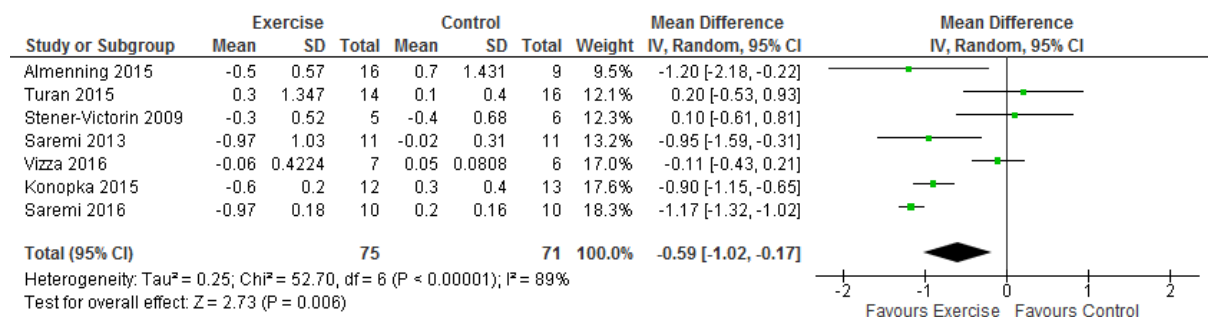 Exercise Control Mean Difference Mean Difference
Study or Subgroup Mean SD Total Mean SD Total Weight IV, Random, 95% CI IV, Random, 95% CI
Almenning 2015 -0.5 0.57 16 0.7 1.431 9 9.5% -1.20 [-2.18, -0.22]
Turan 2015 0.3 1.347 14 0.1 0.4 16 12.1% 0.20 [-0.53, 0.93]
Stener-Victorin 2009 -0.3 0.52 5 -0.4 0.68 6 13.2% 0.10 [-0.61, 0.81]
Saremi 2013 -0.97 1.03 11 -0.02 0.31 11 13.2% -0.95 [-1.59, -0.31]
Vizza 2016 -0.06 0.4224 7 0.05 0.0808 6 17.0% -0.11 [-0.43, 0.21]
Konopka 2015 -0.6 0.2 12 0.3 0.4 13 17.6% -0.90 [-1.15, -0.65]
Saremi 2016 -0.97 0.18 10 0.2 0.16 10 18.3% -1.17 [-1.32, -1.02]
Total (95% CI) 75 71 100.0% -0.59 [-1.02, -0.17]
Heterogeneity: Tau² = 0.25; Chi² = 52.70, df = 6 (P < 0.00001); I² = 89%
Test for overall effect: Z = 2.73 (P = 0.006)
-2 -1 0 1 2
Favours Exercise Favours Control